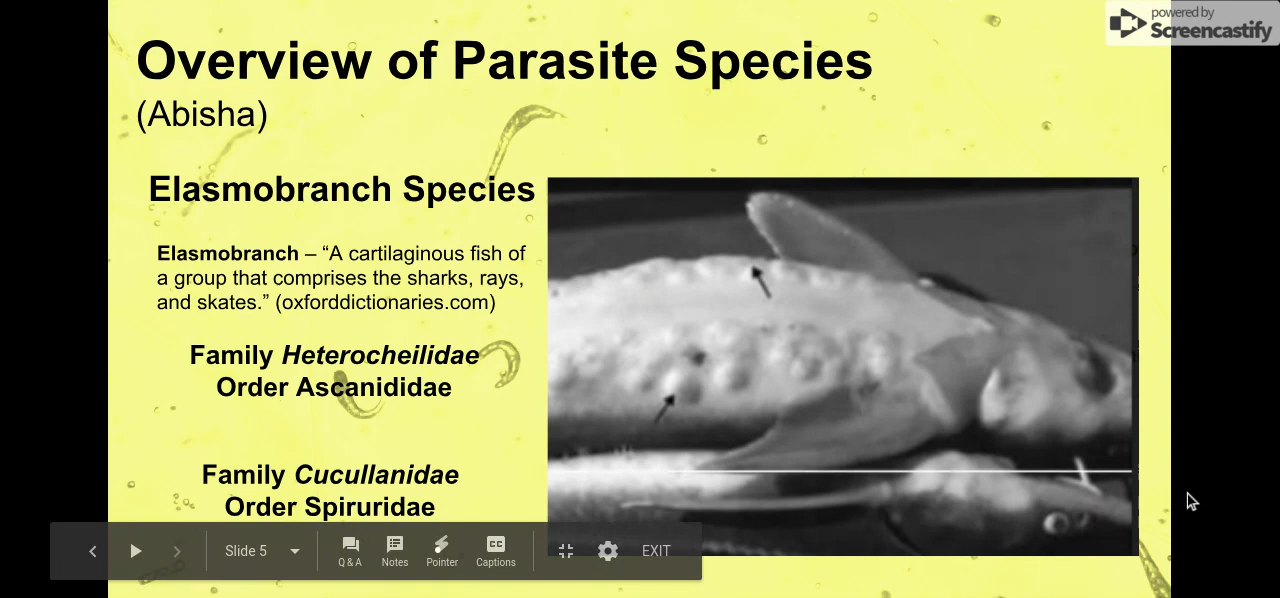 powered by
Screencastify
Overview of Parasite Species
(Abisha)
Elasmobranch Species
Elasmobranch – “A cartilaginous fish of
a group that comprises the sharks, rays,
and skates.” (oxforddictionaries.com)
Family Heterocheilidae
Order Ascanididae
Family Cucullanidae
Order Spiruridae
Slide 5
Q & A
Notes
Pointer
CC
Captions
EXIT